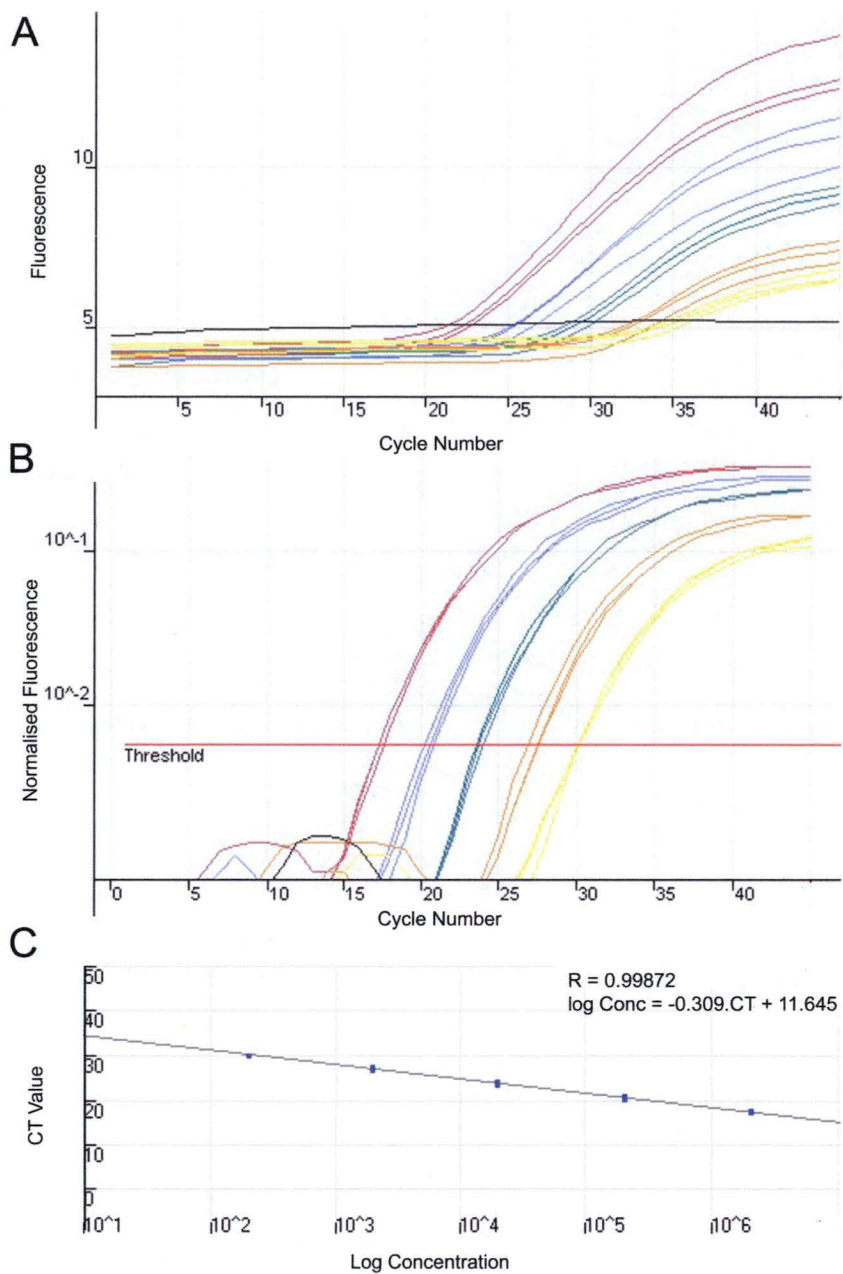 A
10
5
Fluorescence
5 10 15 20 25 30 35 40
Cycle Number
B
10^-1
10^-2
Normalised Fluorescence
Threshold
0 5 10 15 20 25 30 35 40
Cycle Number
C
50
40
30
20
10
0
CT Value
R = 0.99872
log Conc = -0.309.CT + 11.645
10^1 10^2 10^3 10^4 10^5 10^6
Log Concentration